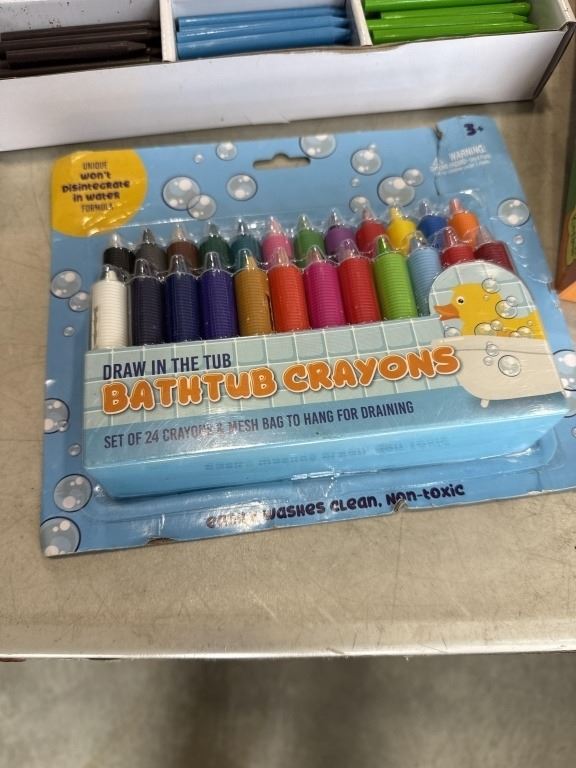 UNIQUE
WON'T
DISINTEGRATE
IN WATER
FORMULA
3+
WARNING:
DRAW IN THE TUB
BATHTUB CRAYONS
SET OF 24 CRAYONS & MESH BAG TO HANG FOR DRAINING
EASILY WASHES CLEAN, NON-TOXIC